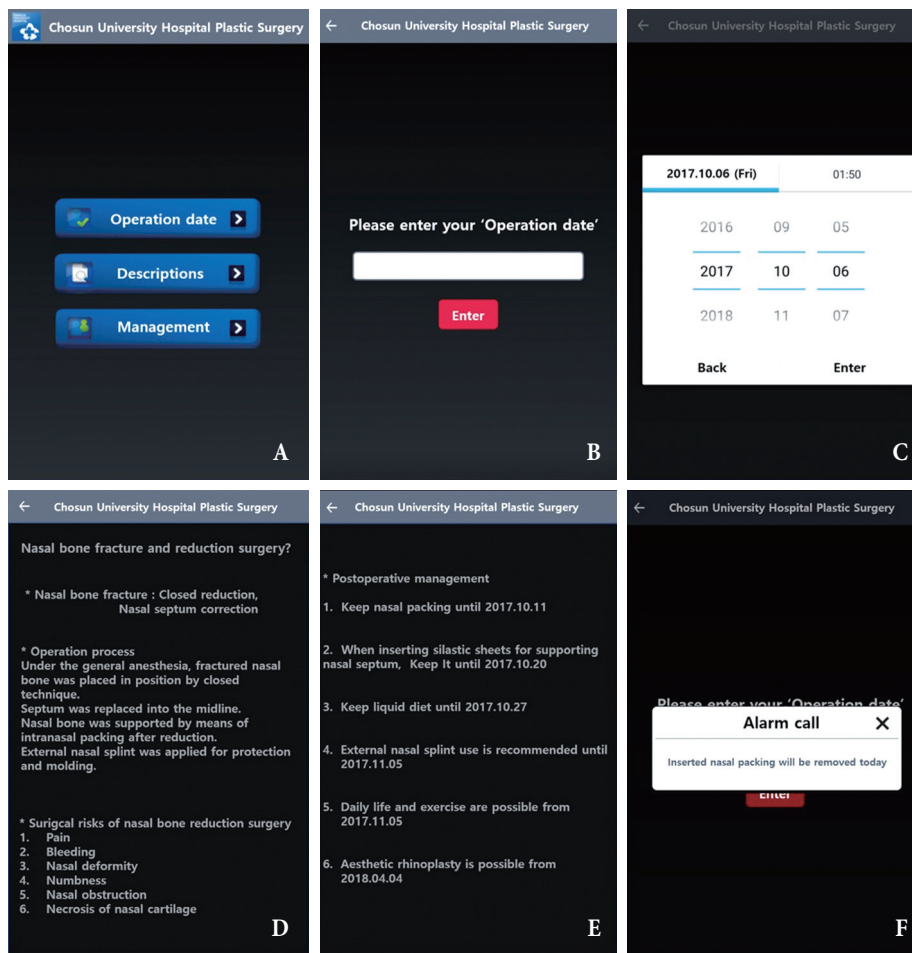 Chosun University Hospital Plastic Surgery
Operation date
Descriptions
Management
A
Chosun University Hospital Plastic Surgery
Please enter your ‘Operation date’
Enter
B
Chosun University Hospital Plastic Surgery
2017.10.06 (Fri) 01:50
2016 09 05
2017 10 06
2018 11 07
Back Enter
C
Chosun University Hospital Plastic Surgery
Nasal bone fracture and reduction surgery?
* Nasal bone fracture : Closed reduction,
Nasal septum correction
* Operation process
Under the general anesthesia, fractured nasal
bone was placed in position by closed
technique.
Septum was replaced into the midline.
Nasal bone was supported by means of
intranasal packing after reduction.
External nasal splint was applied for protection
and molding.
* Surigcal risks of nasal bone reduction surgery
1. Pain
2. Bleeding
3. Nasal deformity
4. Numbness
5. Nasal obstruction
6. Necrosis of nasal cartilage
D
Chosun University Hospital Plastic Surgery
* Postoperative management
1. Keep nasal packing until 2017.10.11
2. When inserting silastic sheets for supporting
nasal septum, Keep It until 2017.10.20
3. Keep liquid diet until 2017.10.27
4. External nasal splint use is recommended until
2017.11.05
5. Daily life and exercise are possible from
2017.11.05
6. Aesthetic rhinoplasty is possible from
2018.04.04
E
Chosun University Hospital Plastic Surgery
Please enter your ‘Operation date’
Alarm call
Inserted nasal packing will be removed today
Enter
F